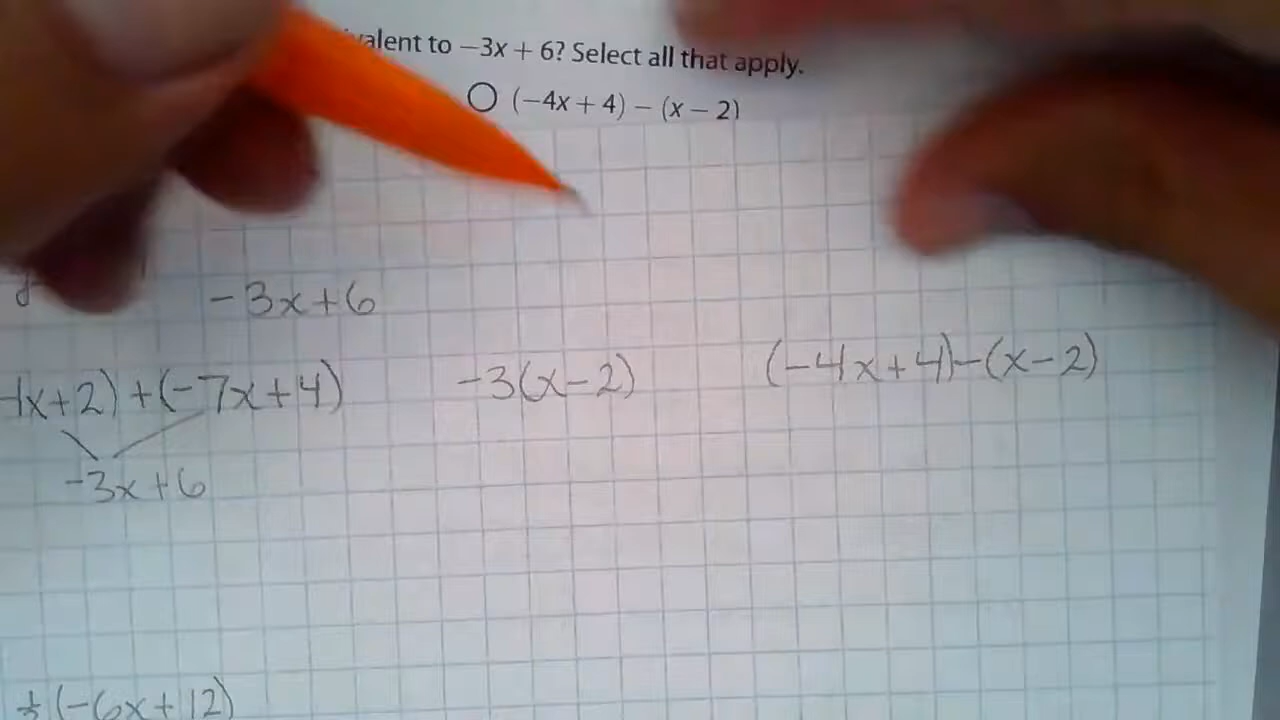 to −3x + 6? Select all that apply.
(−4x + 4) − (x − 2)
-3x+6
x+2)+(-7x+4) -3(x-2) (-4x+4)-(x-2)
-3x+6
(-6x+12)